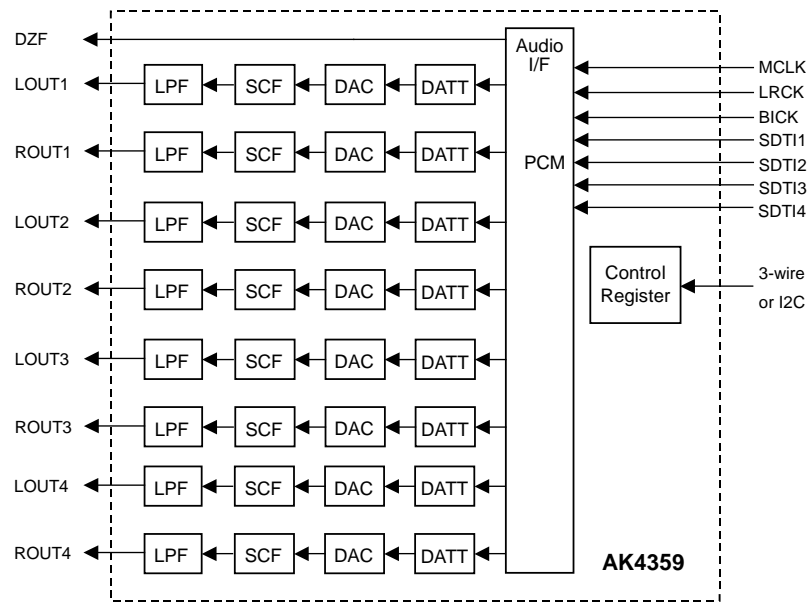 DZF
Audio
I/F
MCLK
LOUT1
LPF
SCF
DAC
DATT
LRCK
BICK
SDTI1
ROUT1
LPF
SCF
DAC
DATT
PCM
SDTI2
SDTI3
SDTI4
LOUT2
LPF
SCF
DAC
DATT
ROUT2
LPF
SCF
DAC
DATT
Control
Register
3-wire
or I2C
LOUT3
LPF
SCF
DAC
DATT
ROUT3
LPF
SCF
DAC
DATT
LOUT4
LPF
SCF
DAC
DATT
ROUT4
LPF
SCF
DAC
DATT
AK4359